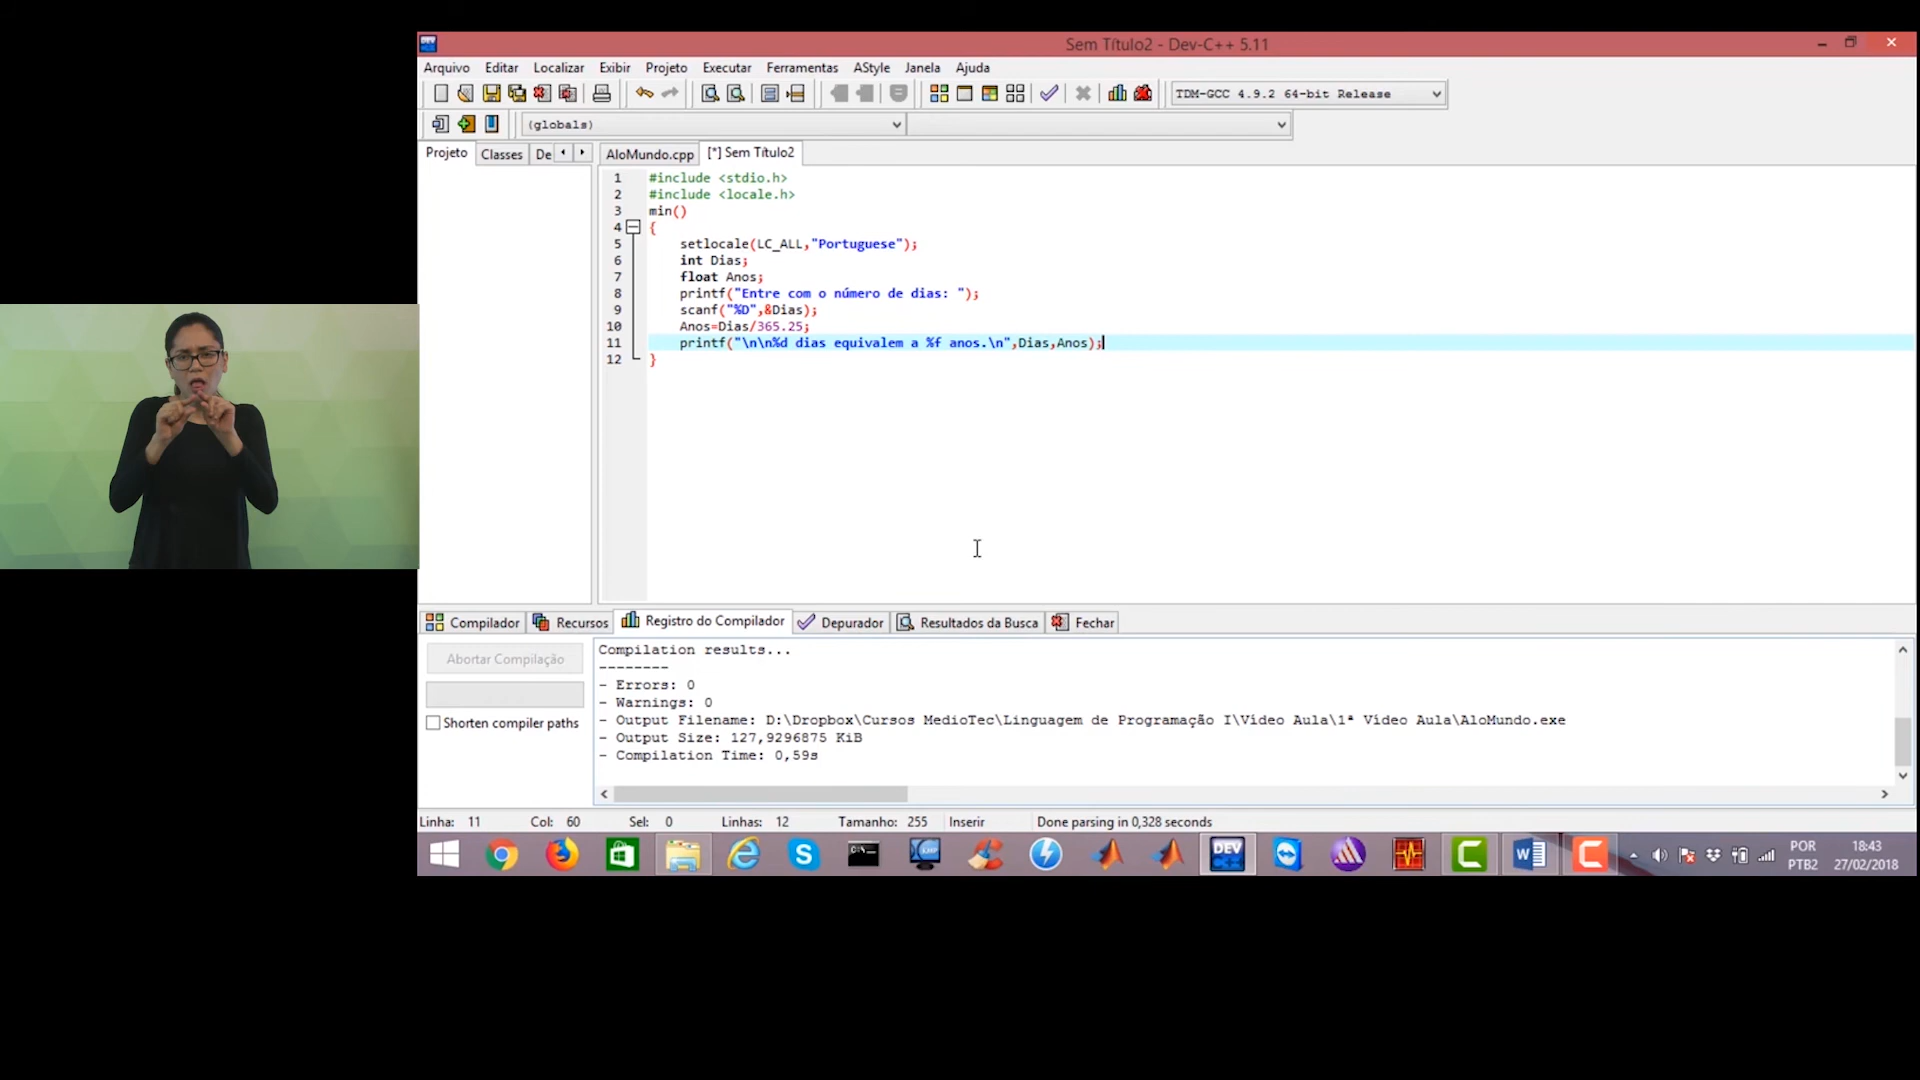 Sem Título2 - Dev-C++ 5.11
Arquivo Editar Localizar Exibir Projeto Executar Ferramentas AStyle Janela Ajuda
TDM-GCC 4.9.2 64-bit Release
(globals)
Projeto Classes De AloMundo.cpp [*] Sem Título2
1 #include <stdio.h>
2 #include <locale.h>
3 min()
4 {
5 setlocale(LC_ALL,"Portuguese");
6 int Dias;
7 float Anos;
8 printf("Entre com o número de dias: ");
9 scanf("%D",&Dias);
10 Anos=Dias/365.25;
11 printf("\n\n%d dias equivalem a %f anos.\n",Dias,Anos);
12 }
Compilador Recursos Registro do Compilador Depurador Resultados da Busca Fechar
Abortar Compilação
Shorten compiler paths
Compilation results...
--------
- Errors: 0
- Warnings: 0
- Output Filename: D:\Dropbox\Cursos MedioTec\Linguagem de Programação I\Vídeo Aula\1ª Vídeo Aula\AloMundo.exe
- Output Size: 127,9296875 KiB
- Compilation Time: 0,59s
Linha: 11 Col: 60 Sel: 0 Linhas: 12 Tamanho: 255 Inserir Done parsing in 0,328 seconds
DEV
POR
PTB2
18:43
27/02/2018